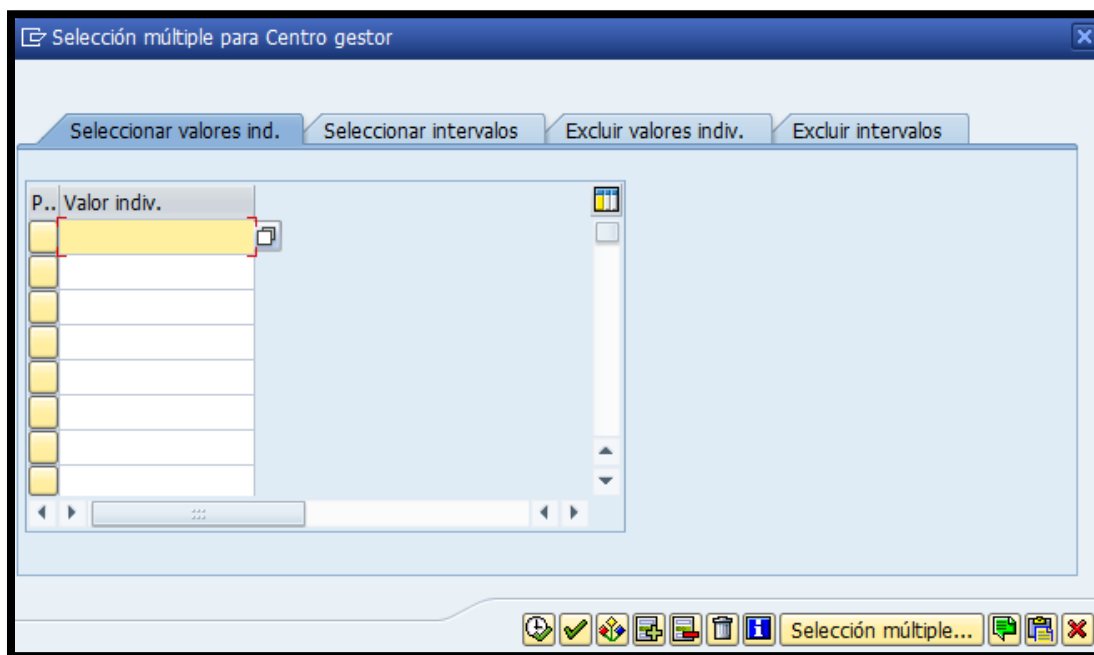 Selección múltiple para Centro gestor
Seleccionar valores ind. Seleccionar intervalos Excluir valores indiv. Excluir intervalos
P.. Valor indiv.
Selección múltiple...